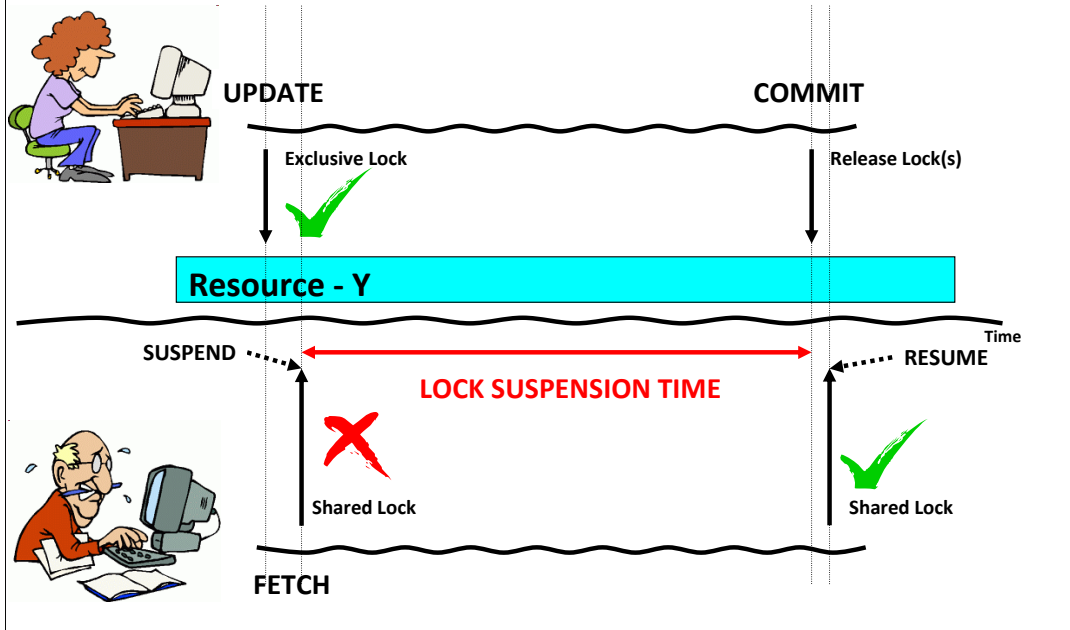 UPDATE
COMMIT
Exclusive Lock
Release Lock(s)
Resource - Y
Time
SUSPEND
RESUME
LOCK SUSPENSION TIME
Shared Lock
Shared Lock
FETCH